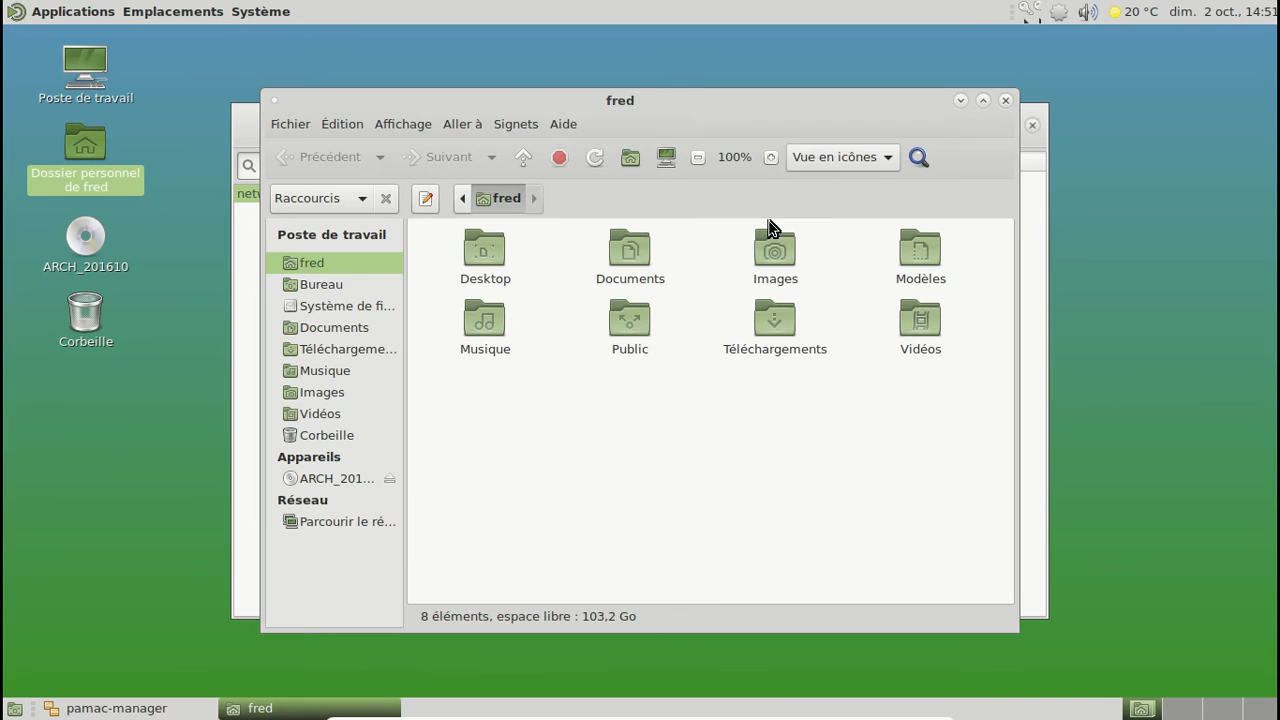 Applications Emplacements Système
20 °C dim. 2 oct., 14:51
Poste de travail
Dossier personnel
de fred
ARCH_201610
Corbeille
fred
Fichier Édition Affichage Aller à Signets Aide
Précédent Suivant 100% Vue en icônes
Raccourcis fred
netw
Poste de travail
fred
Bureau
Système de fi...
Documents
Téléchargeme...
Musique
Images
Vidéos
Corbeille
Appareils
ARCH_201...
Réseau
Parcourir le ré...
Desktop Documents Images Modèles
Musique Public Téléchargements Vidéos
8 éléments, espace libre : 103,2 Go
pamac-manager fred